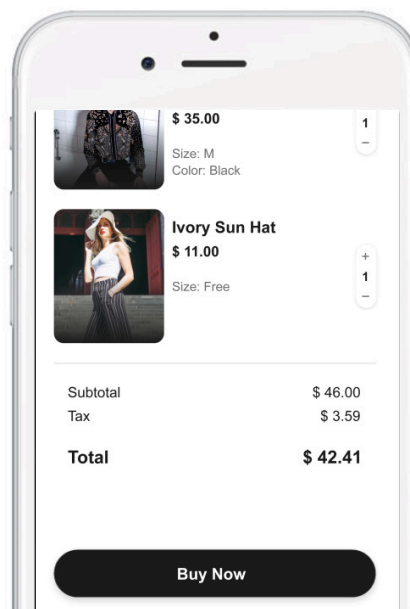 $ 35.00
1
Size: M
−
Color: Black
Ivory Sun Hat
$ 11.00
+
1
Size: Free
−
Subtotal $ 46.00
Tax $ 3.59
Total $ 42.41
Buy Now